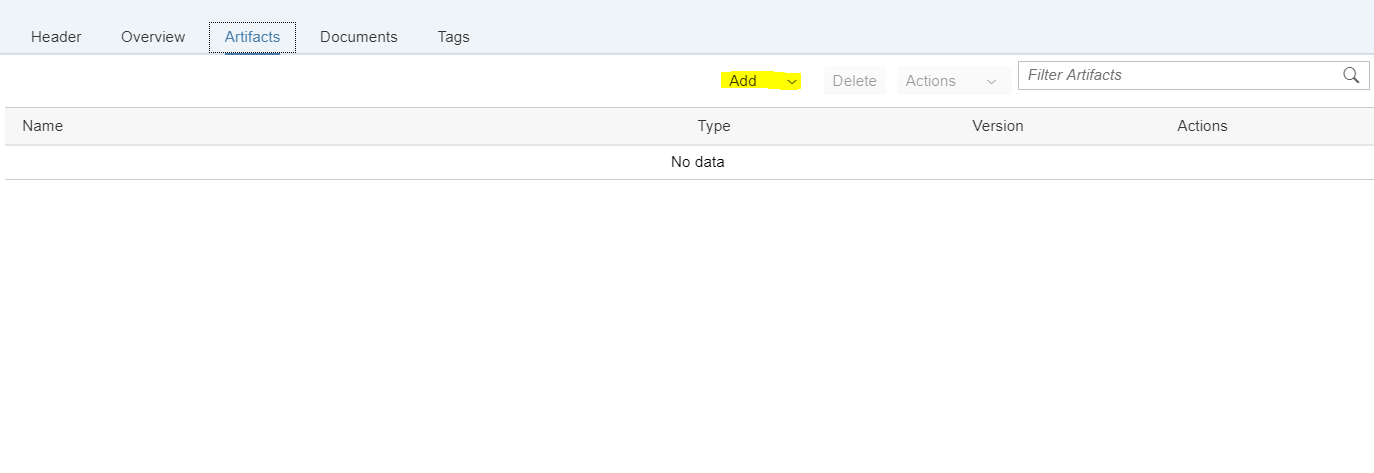 Header Overview Artifacts Documents Tags
Add Delete Actions Filter Artifacts
Name Type Version Actions
No data